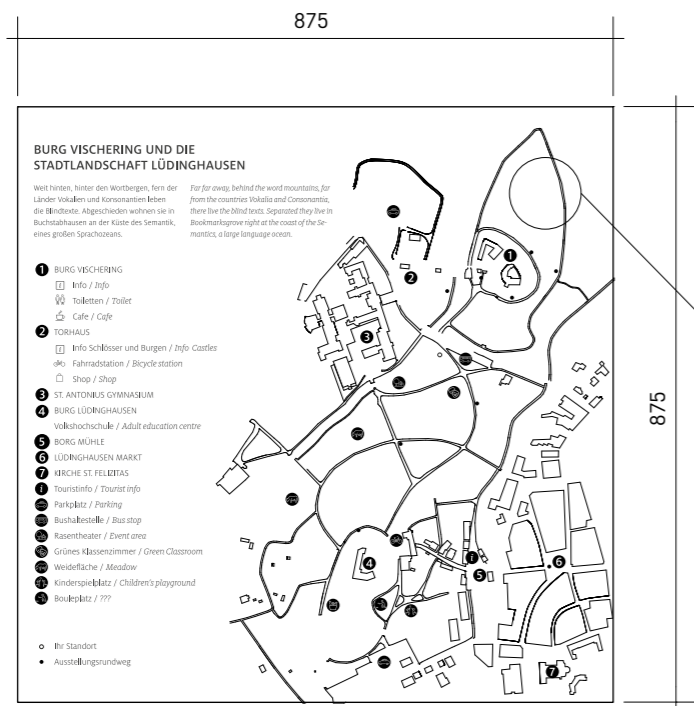 875
BURG VISCHERING UND DIE
STADTLANDSCHAFT LÜDINGHAUSEN
Weit hinten, hinter den Wortbergen, fern der
Länder Vokalien und Konsonantien leben
die Blindtexte. Abgeschieden wohnen sie in
Buchstabhausen an der Küste des Semantik,
eines großen Sprachozeans.
Far far away, behind the word mountains, far
from the countries Vokalia and Consonantia,
there live the blind texts. Separated they live in
Bookmarksgrove right at the coast of the Se-
mantics, a large language ocean.
1 BURG VISCHERING
i Info / Info
Toiletten / Toilet
Cafe / Cafe
2 TORHAUS
i Info Schlösser und Burgen / Info Castles
Fahrradstation / Bicycle station
Shop / Shop
3 ST. ANTONIUS GYMNASIUM
4 BURG LÜDINGHAUSEN
Volkshochschule / Adult education centre
5 BORG MÜHLE
6 LÜDINGHAUSEN MARKT
7 KIRCHE ST. FELIZITAS
i Touristinfo / Tourist info
Parkplatz / Parking
Bushaltestelle / Bus stop
Rasentheater / Event area
Grünes Klassenzimmer / Green Classroom
Weidefläche / Meadow
Kinderspielplatz / Children's playground
Bouleplatz / ???
Ihr Standort
Ausstellungsrundweg
1
2
3
4
i
5
6
7
875